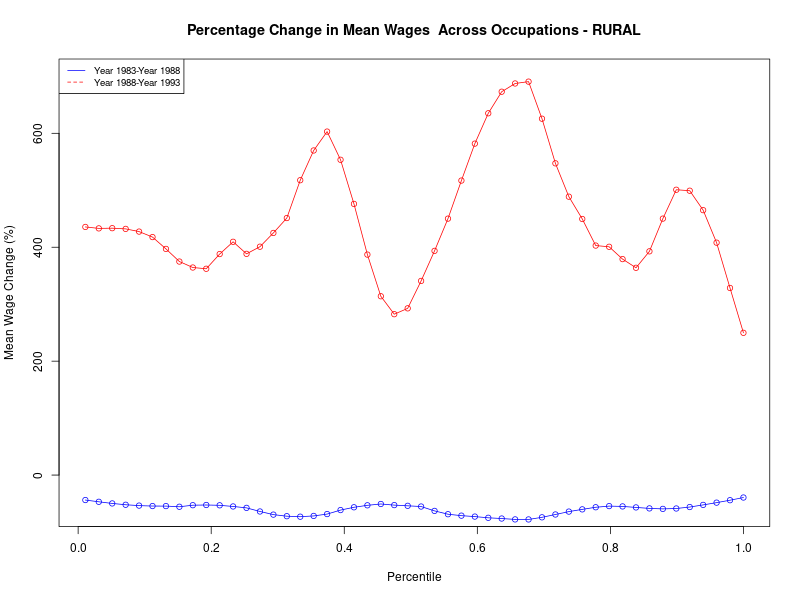 Percentage Change in Mean Wages  Across Occupations - RURAL
Year 1983-Year 1988
Year 1988-Year 1993
Mean Wage Change (%)
600
400
200
0
0.0 0.2 0.4 0.6 0.8 1.0
Percentile